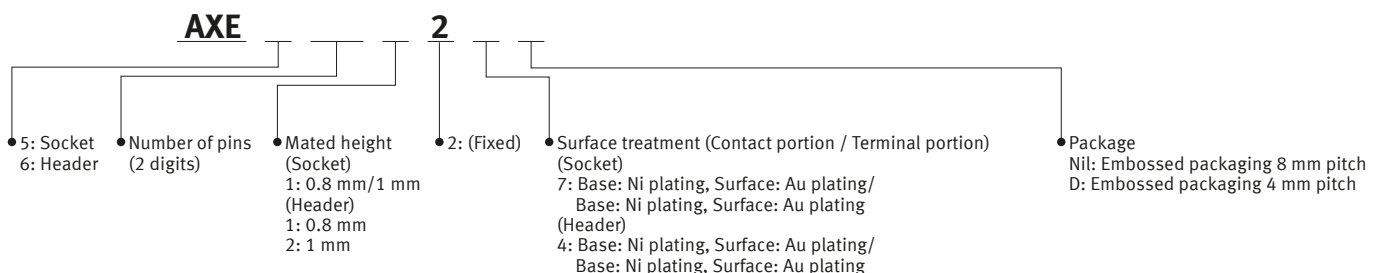 AXE 2
● 5: Socket
6: Header
● Number of pins
(2 digits)
● Mated height
(Socket)
1: 0.8 mm/1 mm
(Header)
1: 0.8 mm
2: 1 mm
● 2: (Fixed)
● Surface treatment (Contact portion / Terminal portion)
(Socket)
7: Base: Ni plating, Surface: Au plating/
Base: Ni plating, Surface: Au plating
(Header)
4: Base: Ni plating, Surface: Au plating/
Base: Ni plating, Surface: Au plating
● Package
Nil: Embossed packaging 8 mm pitch
D: Embossed packaging 4 mm pitch